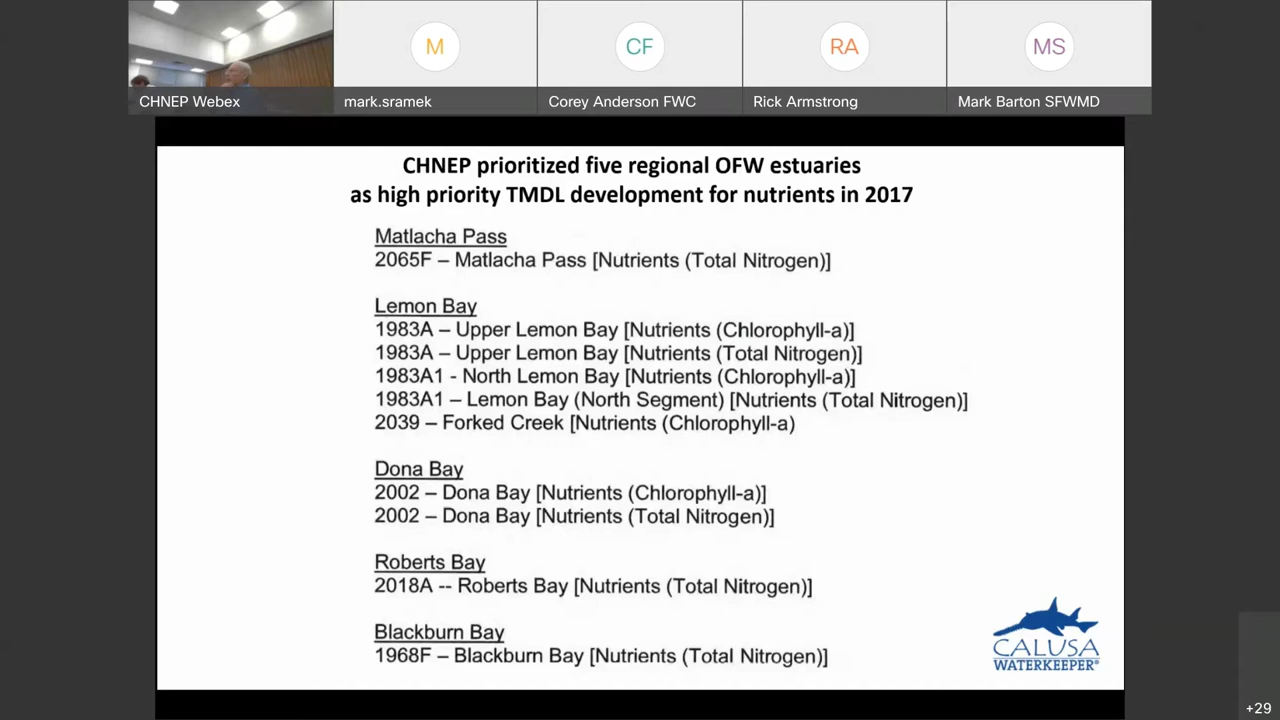 M
CF
RA
MS
CHNEP Webex
mark.sramek
Corey Anderson FWC
Rick Armstrong
Mark Barton SFWMD
CHNEP prioritized five regional OFW estuaries
as high priority TMDL development for nutrients in 2017
Matlacha Pass
2065F – Matlacha Pass [Nutrients (Total Nitrogen)]
Lemon Bay
1983A – Upper Lemon Bay [Nutrients (Chlorophyll-a)]
1983A – Upper Lemon Bay [Nutrients (Total Nitrogen)]
1983A1 - North Lemon Bay [Nutrients (Chlorophyll-a)]
1983A1 – Lemon Bay (North Segment) [Nutrients (Total Nitrogen)]
2039 – Forked Creek [Nutrients (Chlorophyll-a)
Dona Bay
2002 – Dona Bay [Nutrients (Chlorophyll-a)]
2002 – Dona Bay [Nutrients (Total Nitrogen)]
Roberts Bay
2018A -- Roberts Bay [Nutrients (Total Nitrogen)]
Blackburn Bay
1968F – Blackburn Bay [Nutrients (Total Nitrogen)]
CALUSA
WATERKEEPER®
+29